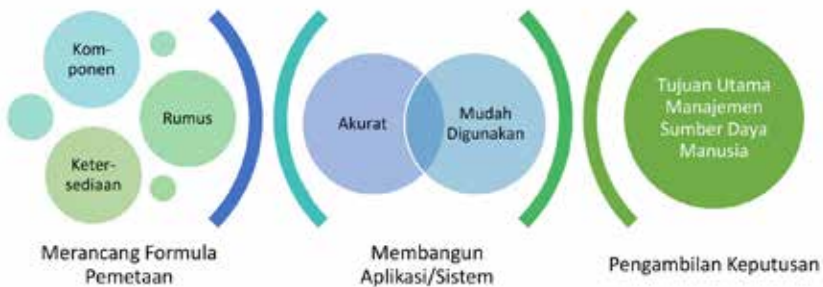 Kom-
ponen
Rumus
Keter-
sediaan
Merancang Formula
Pemetaan
Akurat
Mudah
Digunakan
Membangun
Aplikasi/Sistem
Tujuan Utama
Manajemen
Sumber Daya
Manusia
Pengambilan Keputusan